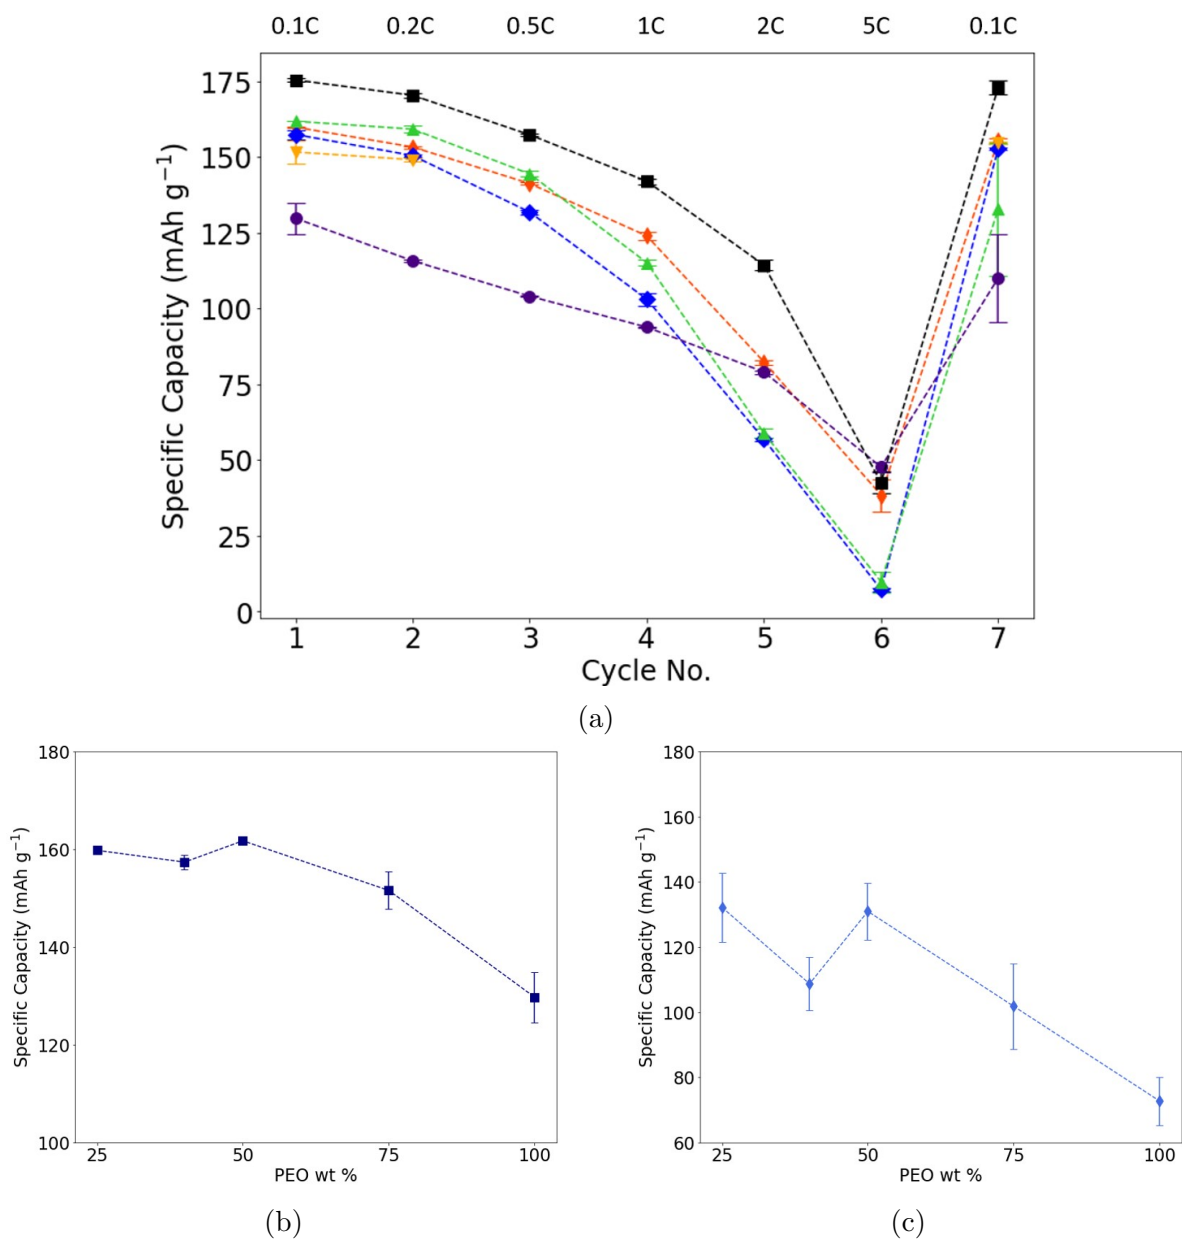 0.1C 0.2C 0.5C 1C 2C 5C 0.1C
175
150
125
100
75
50
25
0
Specific Capacity (mAh g⁻¹)
1 2 3 4 5 6 7
Cycle No.
(a)
180
160
140
120
100
Specific Capacity (mAh g⁻¹)
25 50 75 100
PEO wt %
(b)
180
160
140
120
100
80
60
Specific Capacity (mAh g⁻¹)
25 50 75 100
PEO wt %
(c)